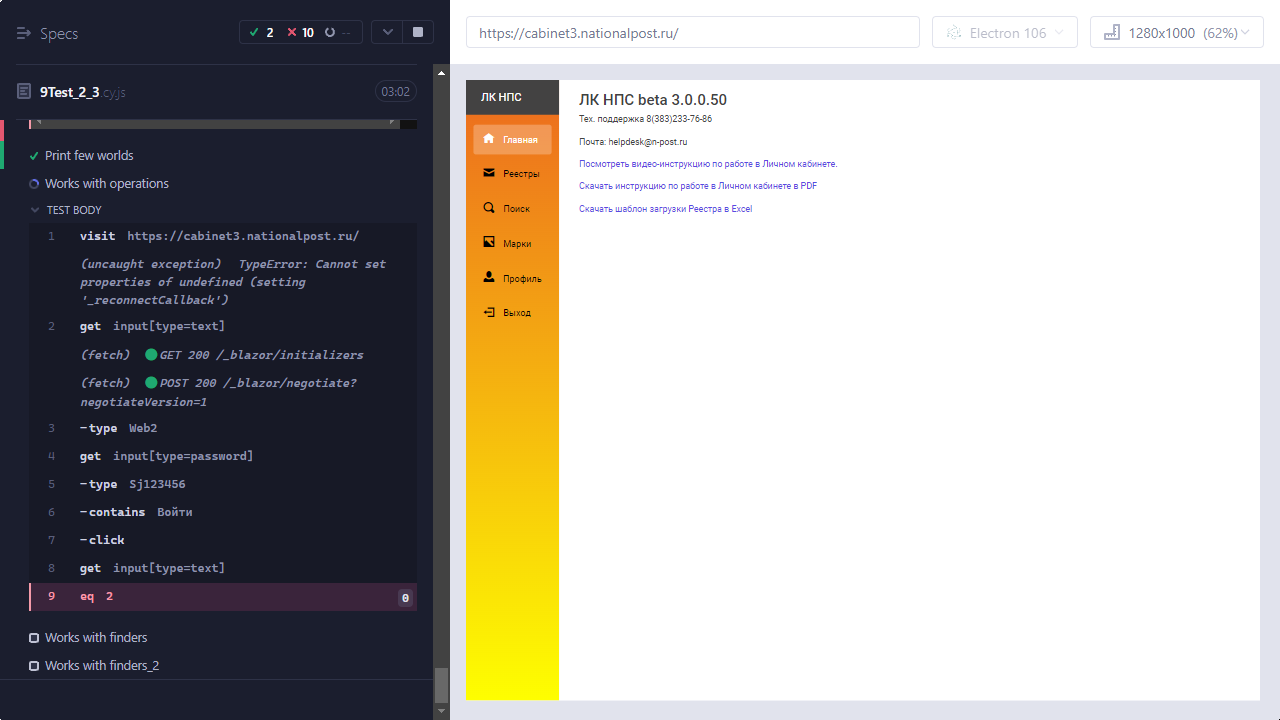 Specs
2
10
--
9Test_2_3.cy.js
03:02
Print few worlds
Works with operations
TEST BODY
1 visit https://cabinet3.nationalpost.ru/
(uncaught exception) TypeError: Cannot set
properties of undefined (setting
'_reconnectCallback')
2 get input[type=text]
(fetch) GET 200 /_blazor/initializers
(fetch) POST 200 /_blazor/negotiate?
negotiateVersion=1
3 -type Web2
4 get input[type=password]
5 -type Sj123456
6 -contains Войти
7 -click
8 get input[type=text]
9 eq 2 0
Works with finders
Works with finders_2
https://cabinet3.nationalpost.ru/
Electron 106
1280x1000 (62%)
ЛК НПС
Главная
Реестры
Поиск
Марки
Профиль
Выход
ЛК НПС beta 3.0.0.50
Тех. поддержка 8(383)233-76-86
Почта: helpdesk@n-post.ru
Посмотреть видео-инструкцию по работе в Личном кабинете.
Скачать инструкцию по работе в Личном кабинете в PDF
Скачать шаблон загрузки Реестра в Excel